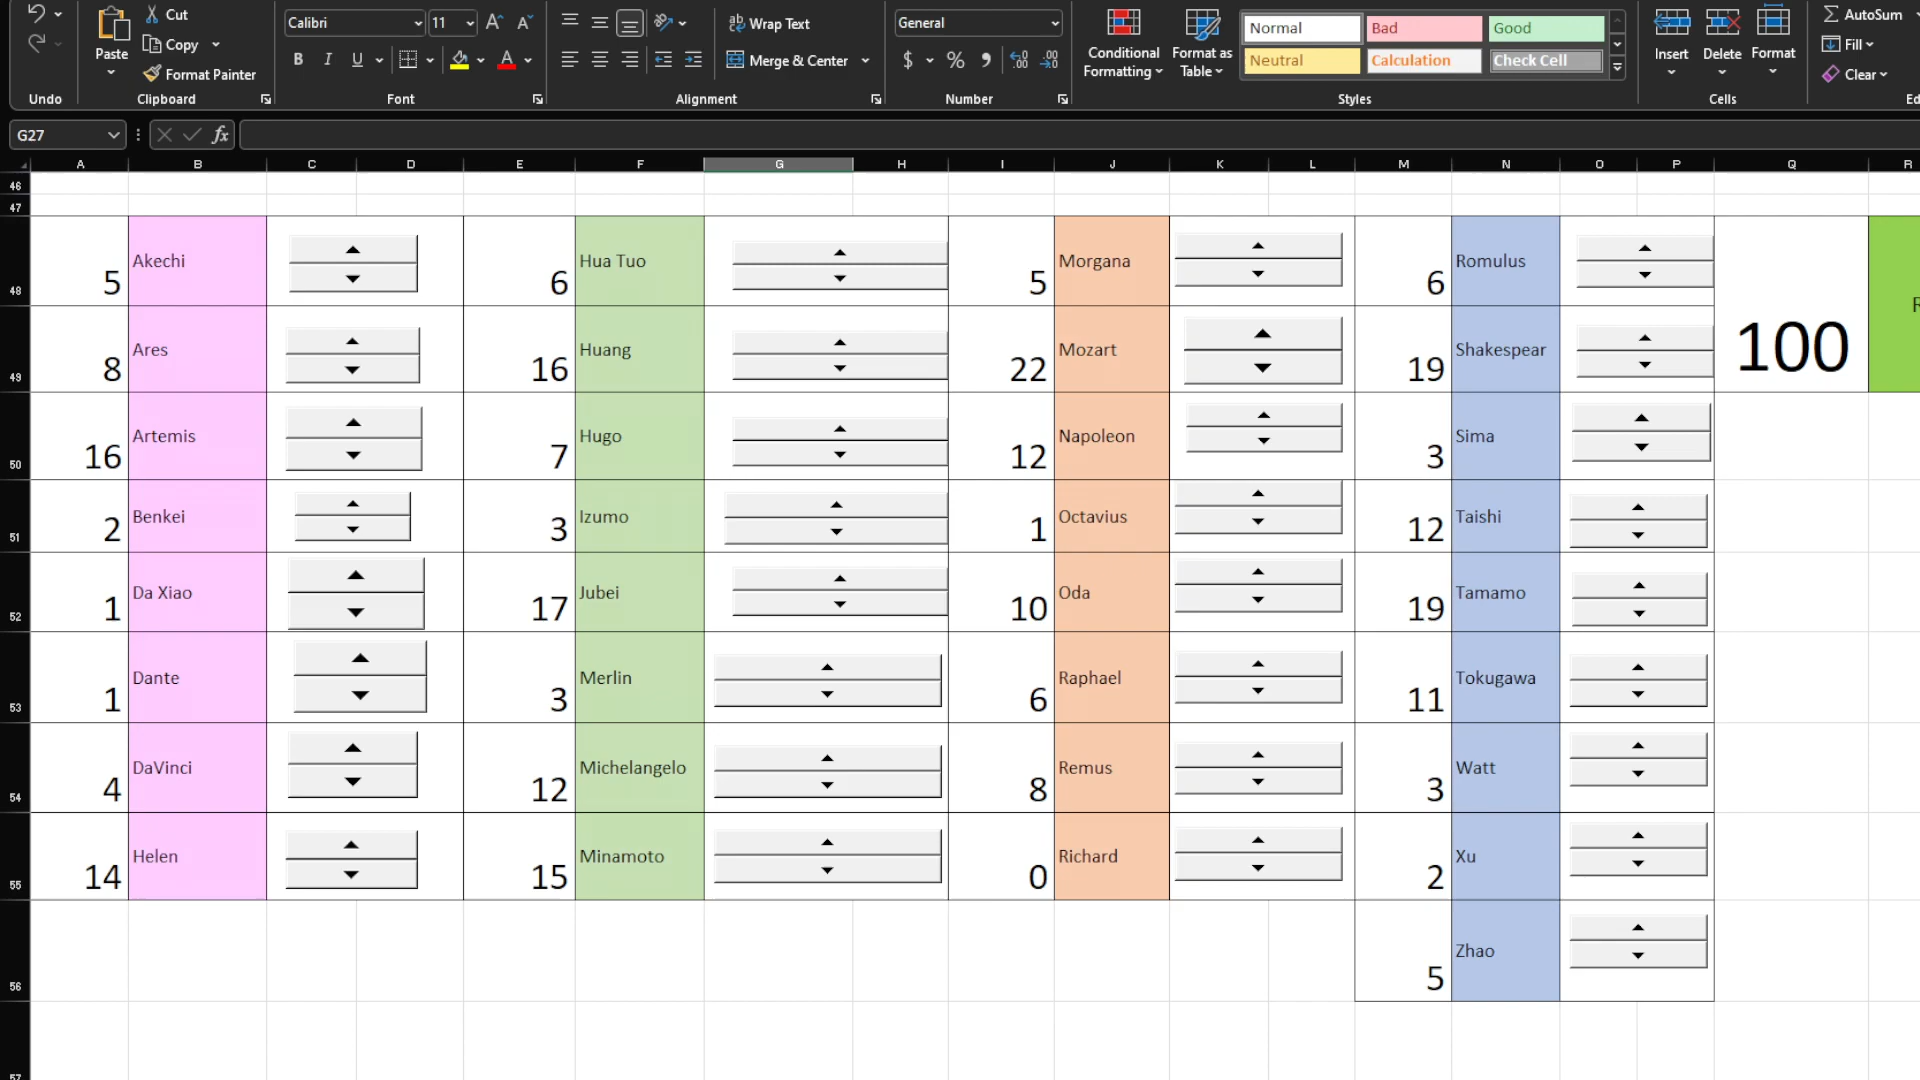 Cut
Calibri
11
Wrap Text
General
Normal
Bad
Good
AutoSum
Paste
Copy
Conditional Formatting
Format as Table
Insert
Delete
Format
Fill
Format Painter
B I U
A
Merge & Center
$ % 9
Neutral
Calculation
Check Cell
Clear
Undo
Clipboard
Font
Alignment
Number
Styles
Cells
Ed
G27
fx
A B C D E F G H I J K L M N O P Q R
46
47
48 5 Akechi 6 Hua Tuo 5 Morgana 6 Romulus 100
49 8 Ares 16 Huang 22 Mozart 19 Shakespear
50 16 Artemis 7 Hugo 12 Napoleon 3 Sima
51 2 Benkei 3 Izumo 1 Octavius 12 Taishi
52 1 Da Xiao 17 Jubei 10 Oda 19 Tamamo
53 1 Dante 3 Merlin 6 Raphael 11 Tokugawa
54 4 DaVinci 12 Michelangelo 8 Remus 3 Watt
55 14 Helen 15 Minamoto 0 Richard 2 Xu
56 5 Zhao
57